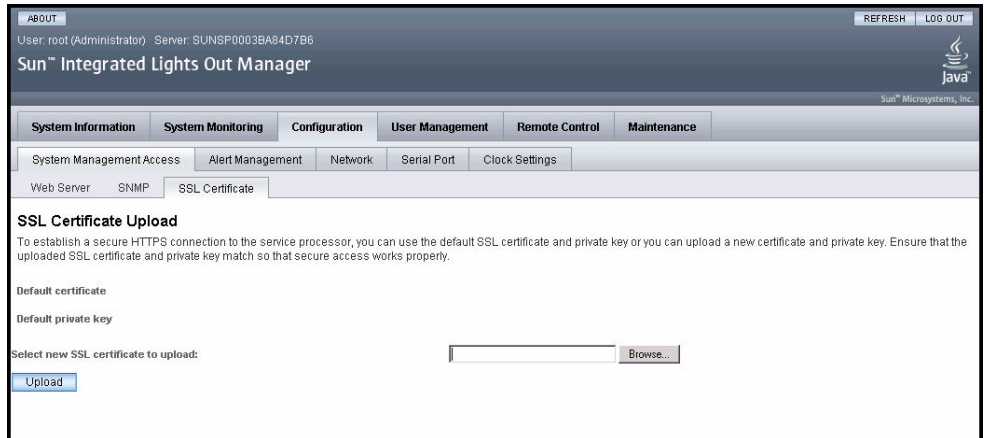 ABOUT
REFRESH LOG OUT
User: root (Administrator) Server: SUNSP0003BA84D7B6
Sun™ Integrated Lights Out Manager
Java™
Sun™ Microsystems, Inc.
System Information System Monitoring Configuration User Management Remote Control Maintenance
System Management Access Alert Management Network Serial Port Clock Settings
Web Server SNMP SSL Certificate
SSL Certificate Upload
To establish a secure HTTPS connection to the service processor, you can use the default SSL certificate and private key or you can upload a new certificate and private key. Ensure that the
uploaded SSL certificate and private key match so that secure access works properly.
Default certificate
Default private key
Select new SSL certificate to upload:
Browse...
Upload